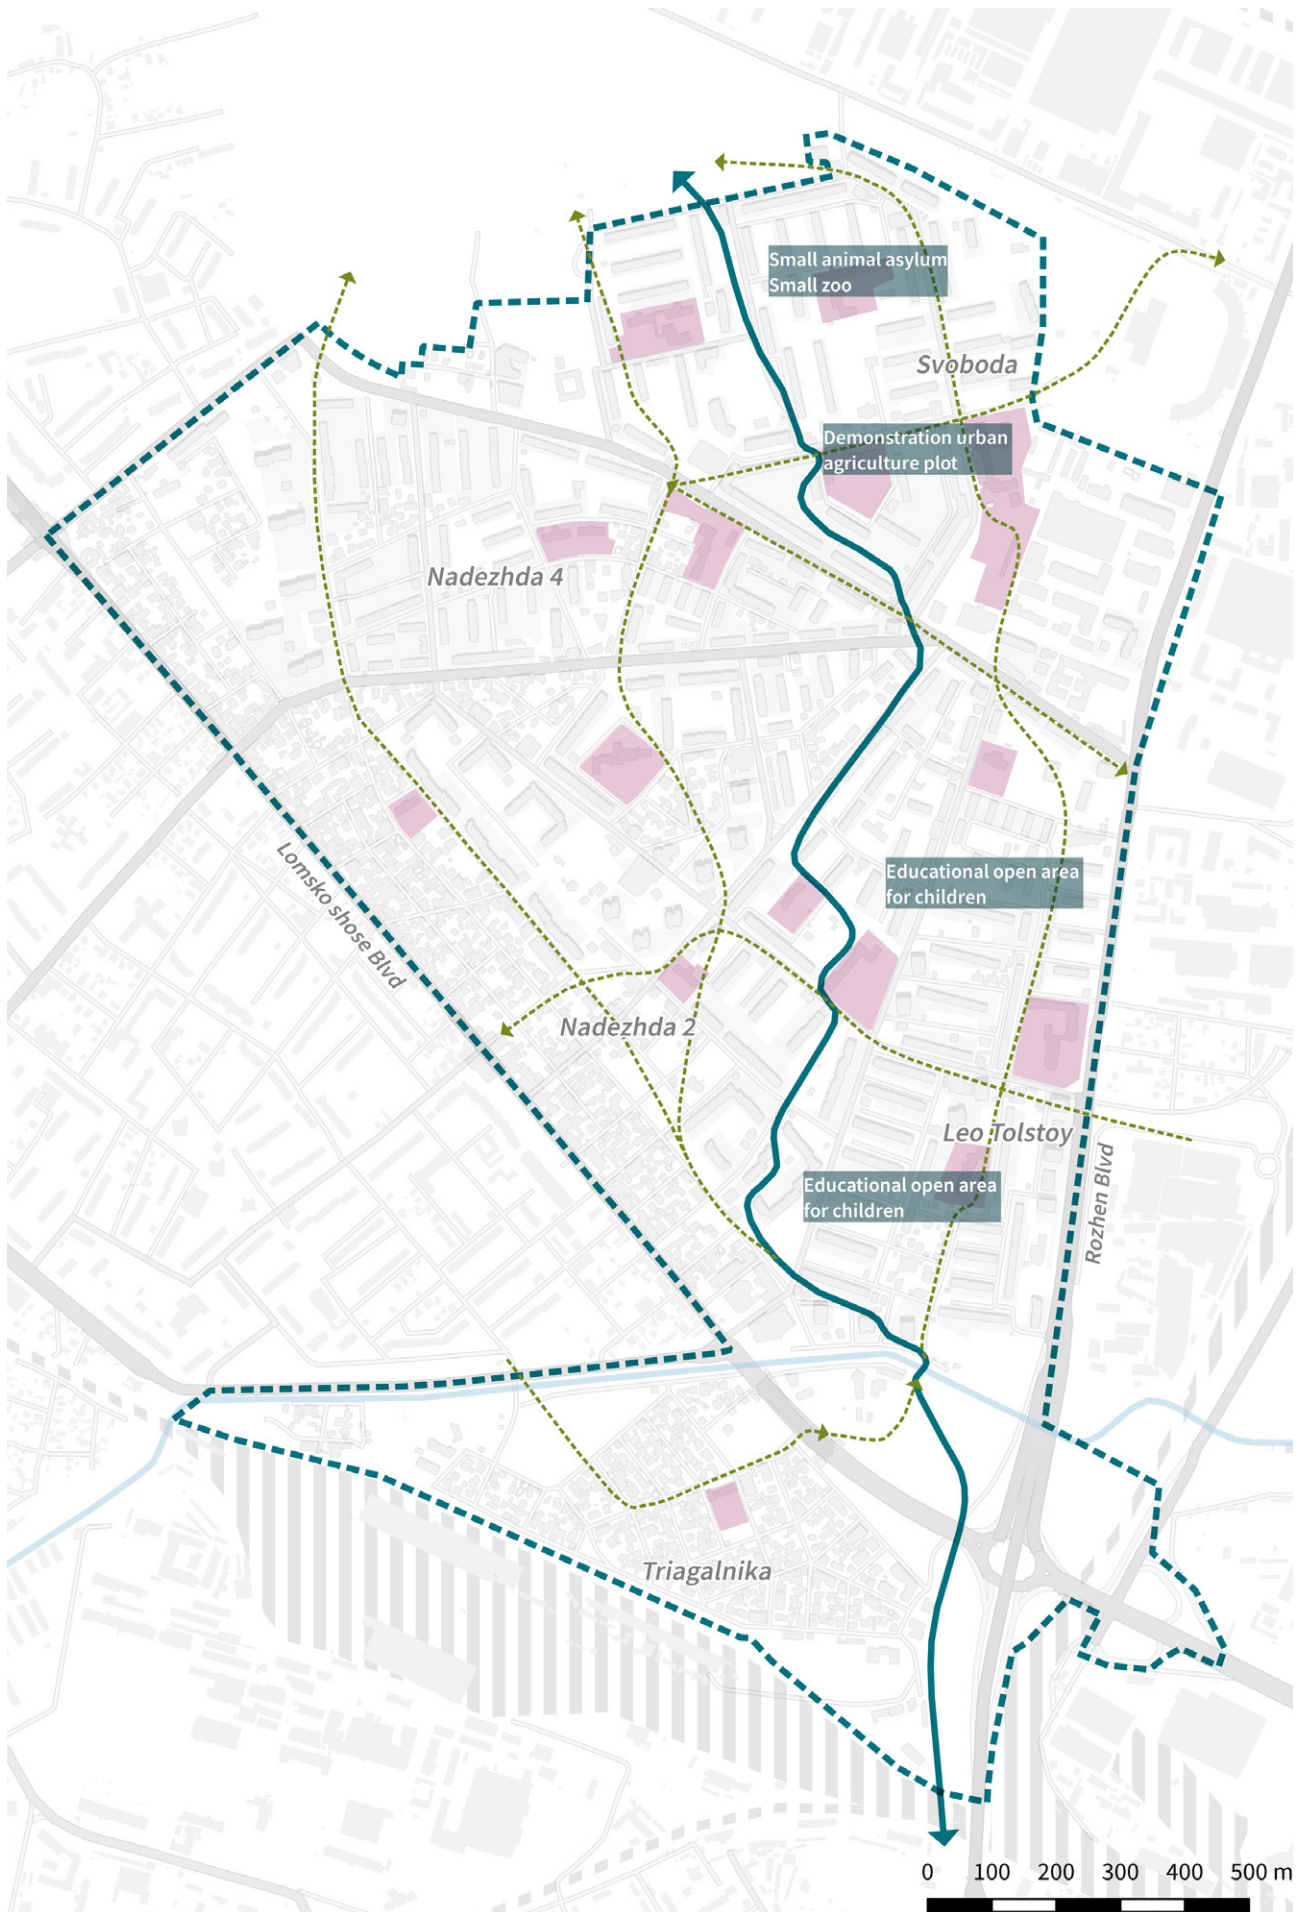 Small animal asylum
Small zoo
Svoboda
Demonstration urban
agriculture plot
Nadezhda 4
Lomsko shose Blvd
Educational open area
for children
Nadezhda 2
Leo Tolstoy
Rozhen Blvd
Educational open area
for children
Triagalnika
0 100 200 300 400 500 m